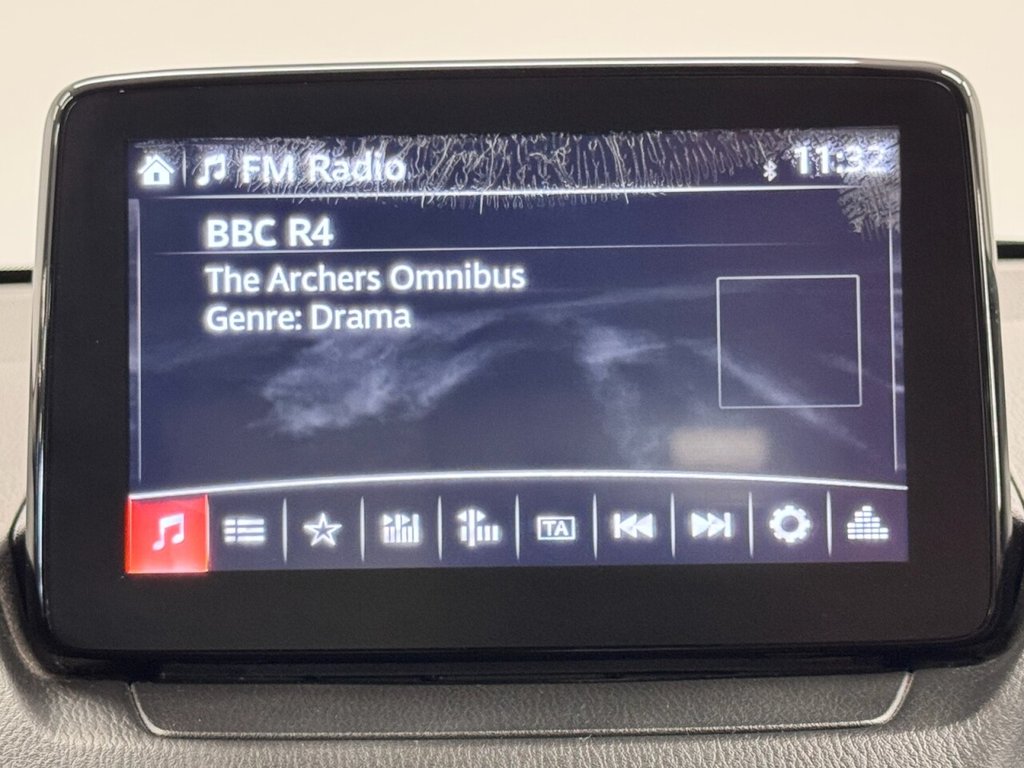 FM Radio 11:32
BBC R4
The Archers Omnibus
Genre: Drama
TA